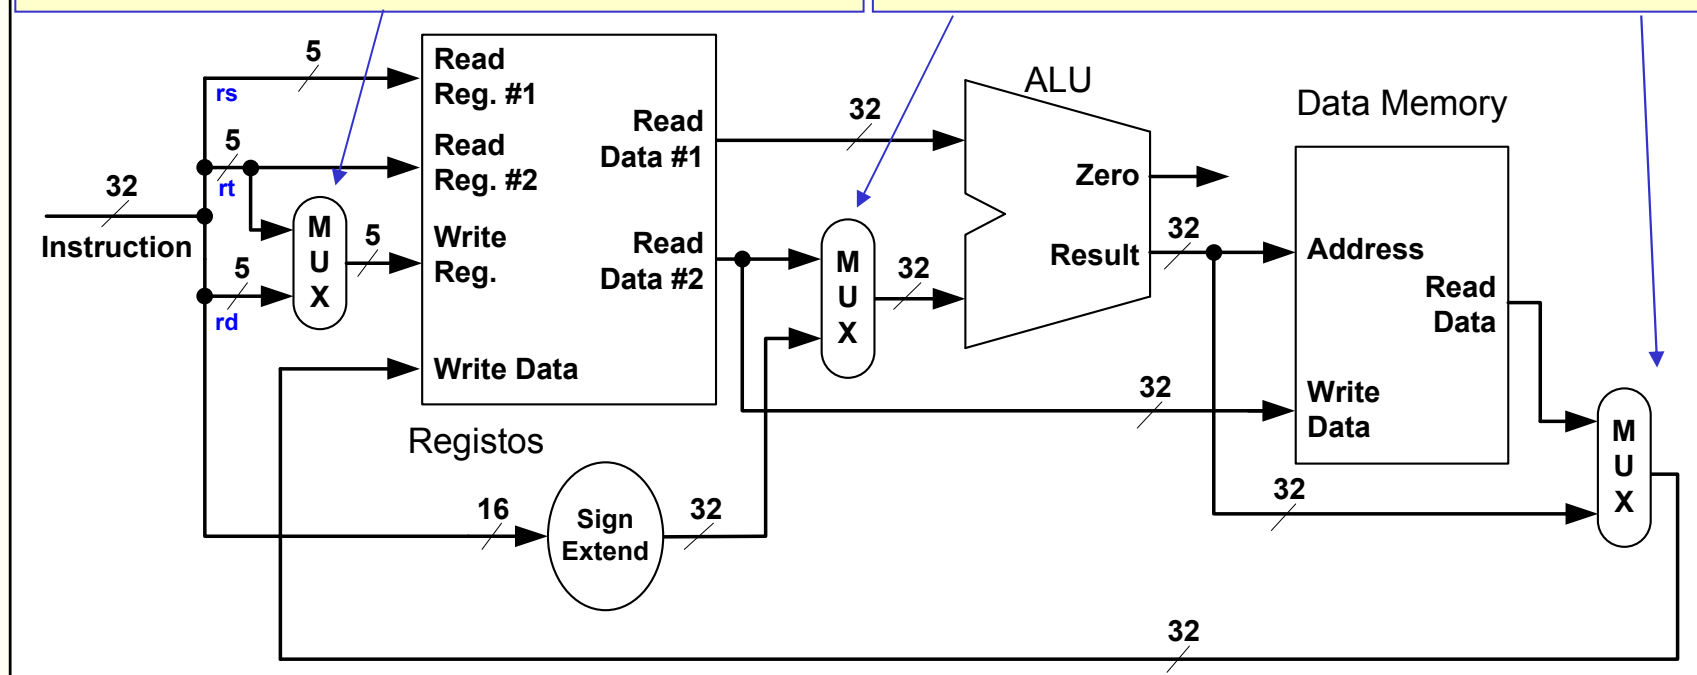 5
Read
Reg. #1
rs
ALU
Data Memory
32
Read
Data #1
5
Read
Reg. #2
rt
Zero
32
Instruction
M
U
X
5
Write
Reg.
Read
Data #2
M
U
X
32
Result
32
Address
Read
Data
5
rd
Write Data
32
Write
Data
M
U
X
Registos
16
Sign
Extend
32
32
32